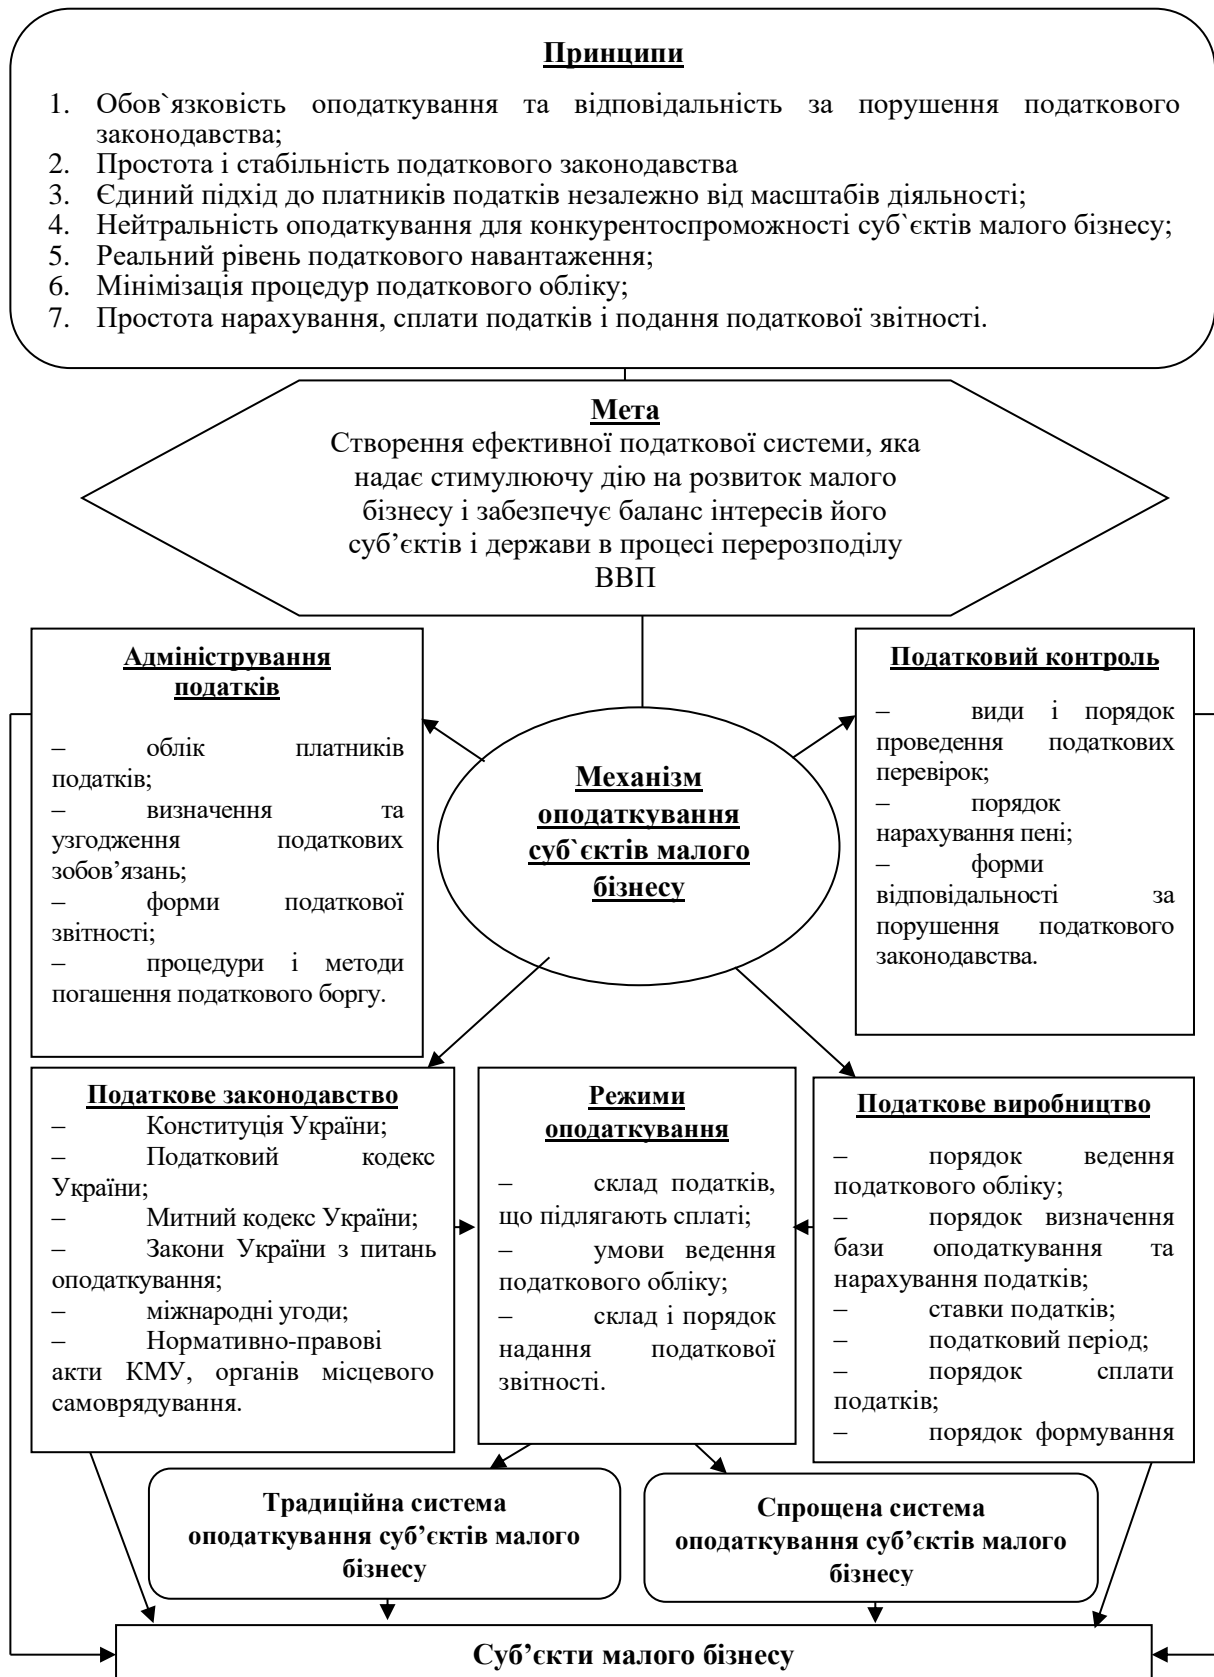 Принципи
1. Обов`язковість оподаткування та відповідальність за порушення податкового
законодавства;
2. Простота і стабільність податкового законодавства
3. Єдиний підхід до платників податків незалежно від масштабів діяльності;
4. Нейтральність оподаткування для конкурентоспроможності суб`єктів малого бізнесу;
5. Реальний рівень податкового навантаження;
6. Мінімізація процедур податкового обліку;
7. Простота нарахування, сплати податків і подання податкової звітності.
Мета
Створення ефективної податкової системи, яка
надає стимулюючу дію на розвиток малого
бізнесу і забезпечує баланс інтересів його
суб’єктів і держави в процесі перерозподілу
ВВП
Адміністрування
податків
– облік платників
податків;
– визначення та
узгодження податкових
зобов’язань;
– форми податкової
звітності;
– процедури і методи
погашення податкового боргу.
Механізм
оподаткування
суб`єктів малого
бізнесу
Податковий контроль
– види і порядок
проведення податкових
перевірок;
– порядок
нарахування пені;
– форми
відповідальності за
порушення податкового
законодавства.
Податкове законодавство
– Конституція України;
– Податковий кодекс
України;
– Митний кодекс України;
– Закони України з питань
оподаткування;
– міжнародні угоди;
– Нормативно-правові
акти КМУ, органів місцевого
самоврядування.
Режими
оподаткування
– склад податків,
що підлягають сплаті;
– умови ведення
податкового обліку;
– склад і порядок
надання податкової
звітності.
Податкове виробництво
– порядок ведення
податкового обліку;
– порядок визначення
бази оподаткування та
нарахування податків;
– ставки податків;
– податковий період;
– порядок сплати
податків;
– порядок формування
Традиційна система
оподаткування суб’єктів малого
бізнесу
Спрощена система
оподаткування суб’єктів малого
бізнесу
Суб’єкти малого бізнесу